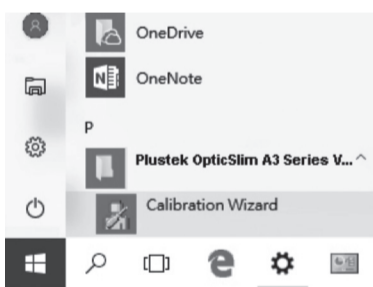 OneDrive
OneNote
P
Plustek OpticSlim A3 Series V...
Calibration Wizard